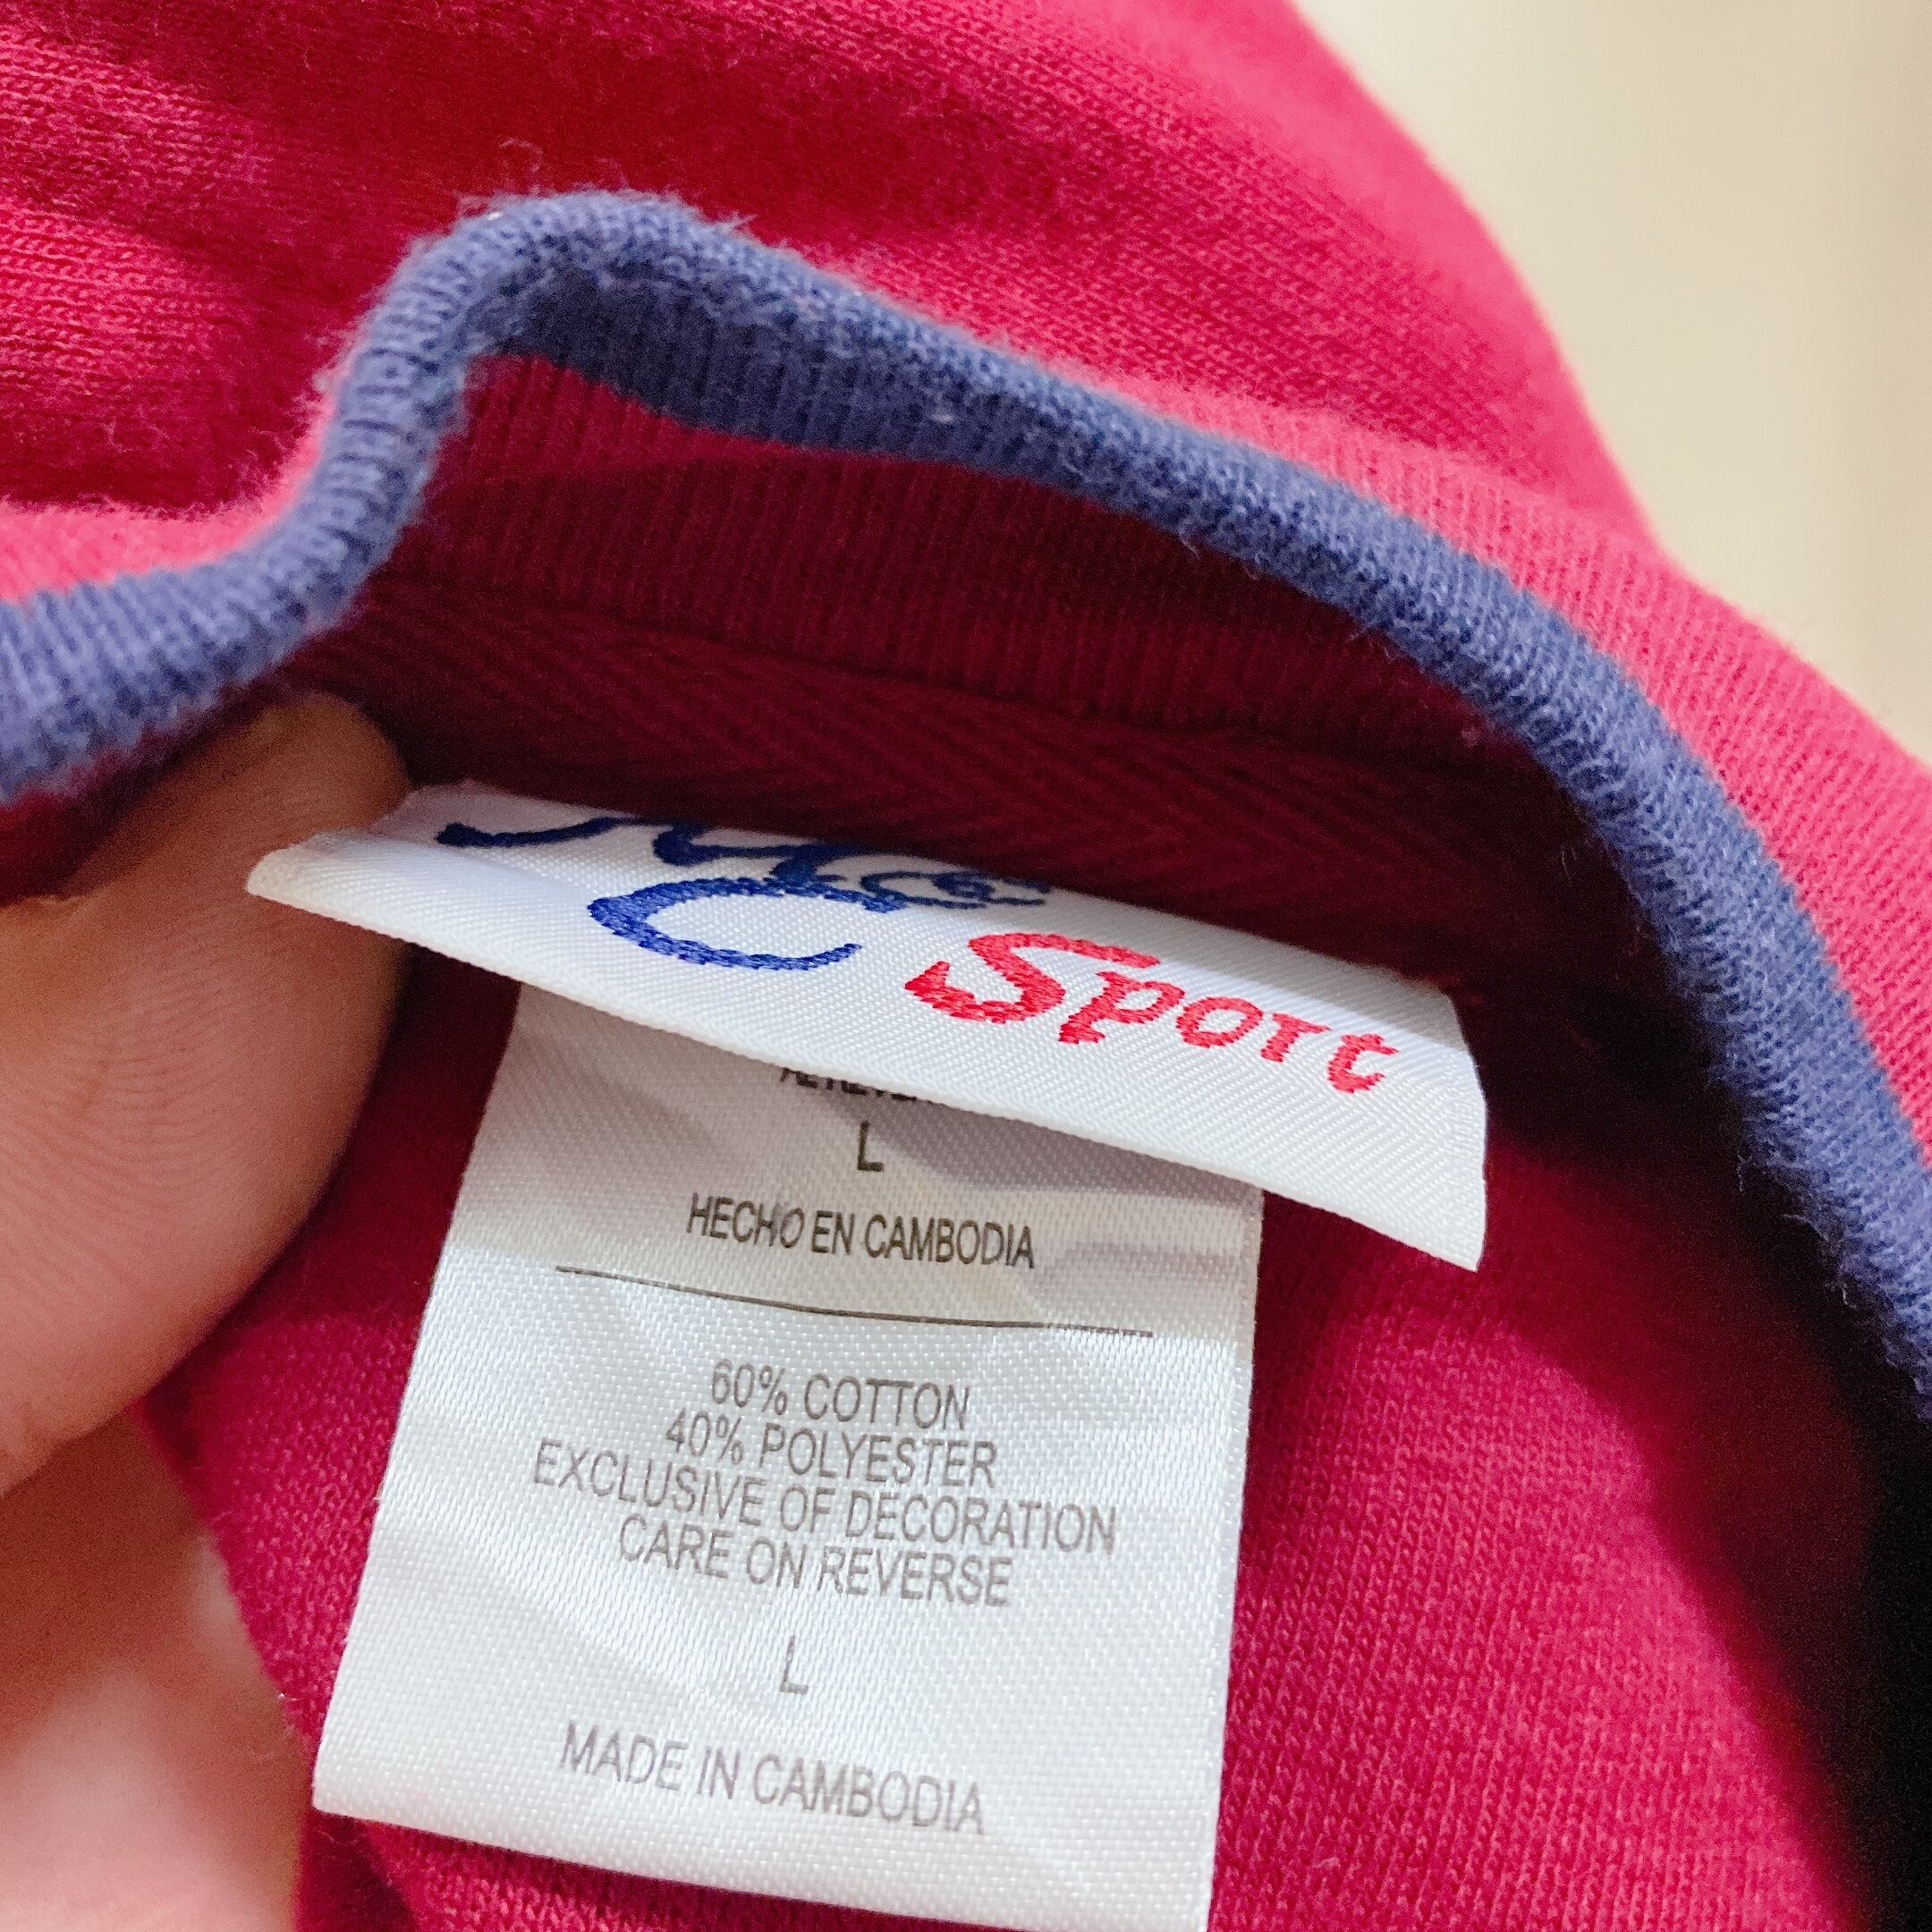 Sport
L
HECHO EN CAMBODIA
60% COTTON
40% POLYESTER
EXCLUSIVE OF DECORATION
CARE ON REVERSE
L
MADE IN CAMBODIA